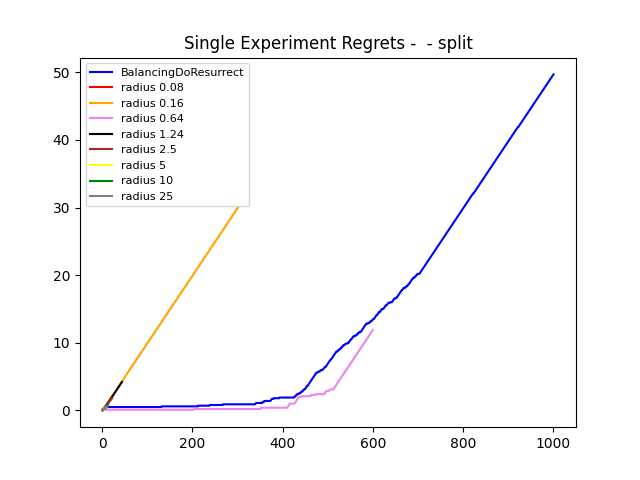 Single Experiment Regrets -  - split
BalancingDoResurrect
radius 0.08
radius 0.16
radius 0.64
radius 1.24
radius 2.5
radius 5
radius 10
radius 25
50
40
30
20
10
0
0 200 400 600 800 1000